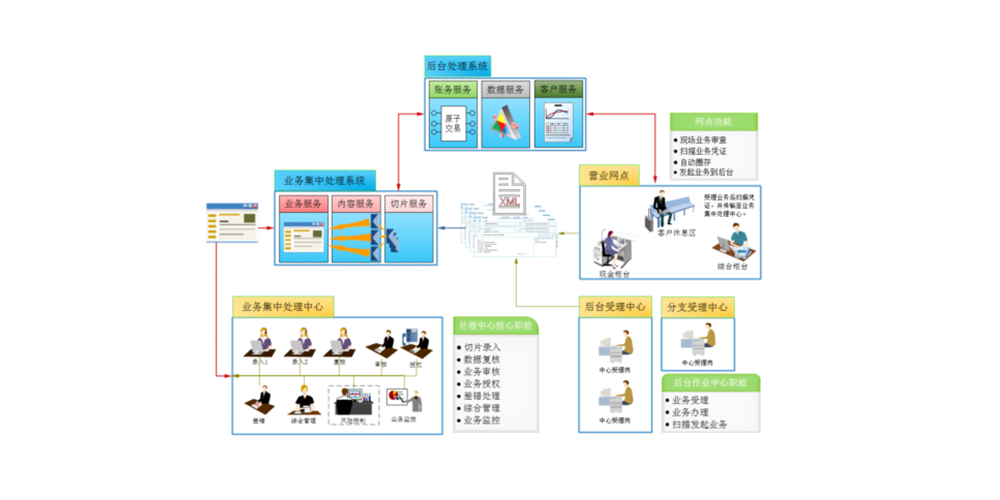 后台处理系统
账务服务
数据服务
客户服务
原子
交易
网点功能
现场业务审查
扫描业务凭证
自动圈存
发起业务到后台
业务集中处理系统
业务服务
内容服务
切片服务
XML
营业网点
受理业务后扫描凭
证，并传输至业务
集中处理中心。
客户休息区
现金柜台
综合柜台
业务集中处理中心
录入1
录入2
复核
审核
授权
差错
综合管理
风险控制
业务监控
处理中心核心职能
切片录入
数据复核
业务审核
业务授权
差错处理
综合管理
业务监控
后台受理中心
中心受理岗
中心受理岗
分支受理中心
中心受理岗
后台作业中心职能
业务受理
业务办理
扫描发起业务